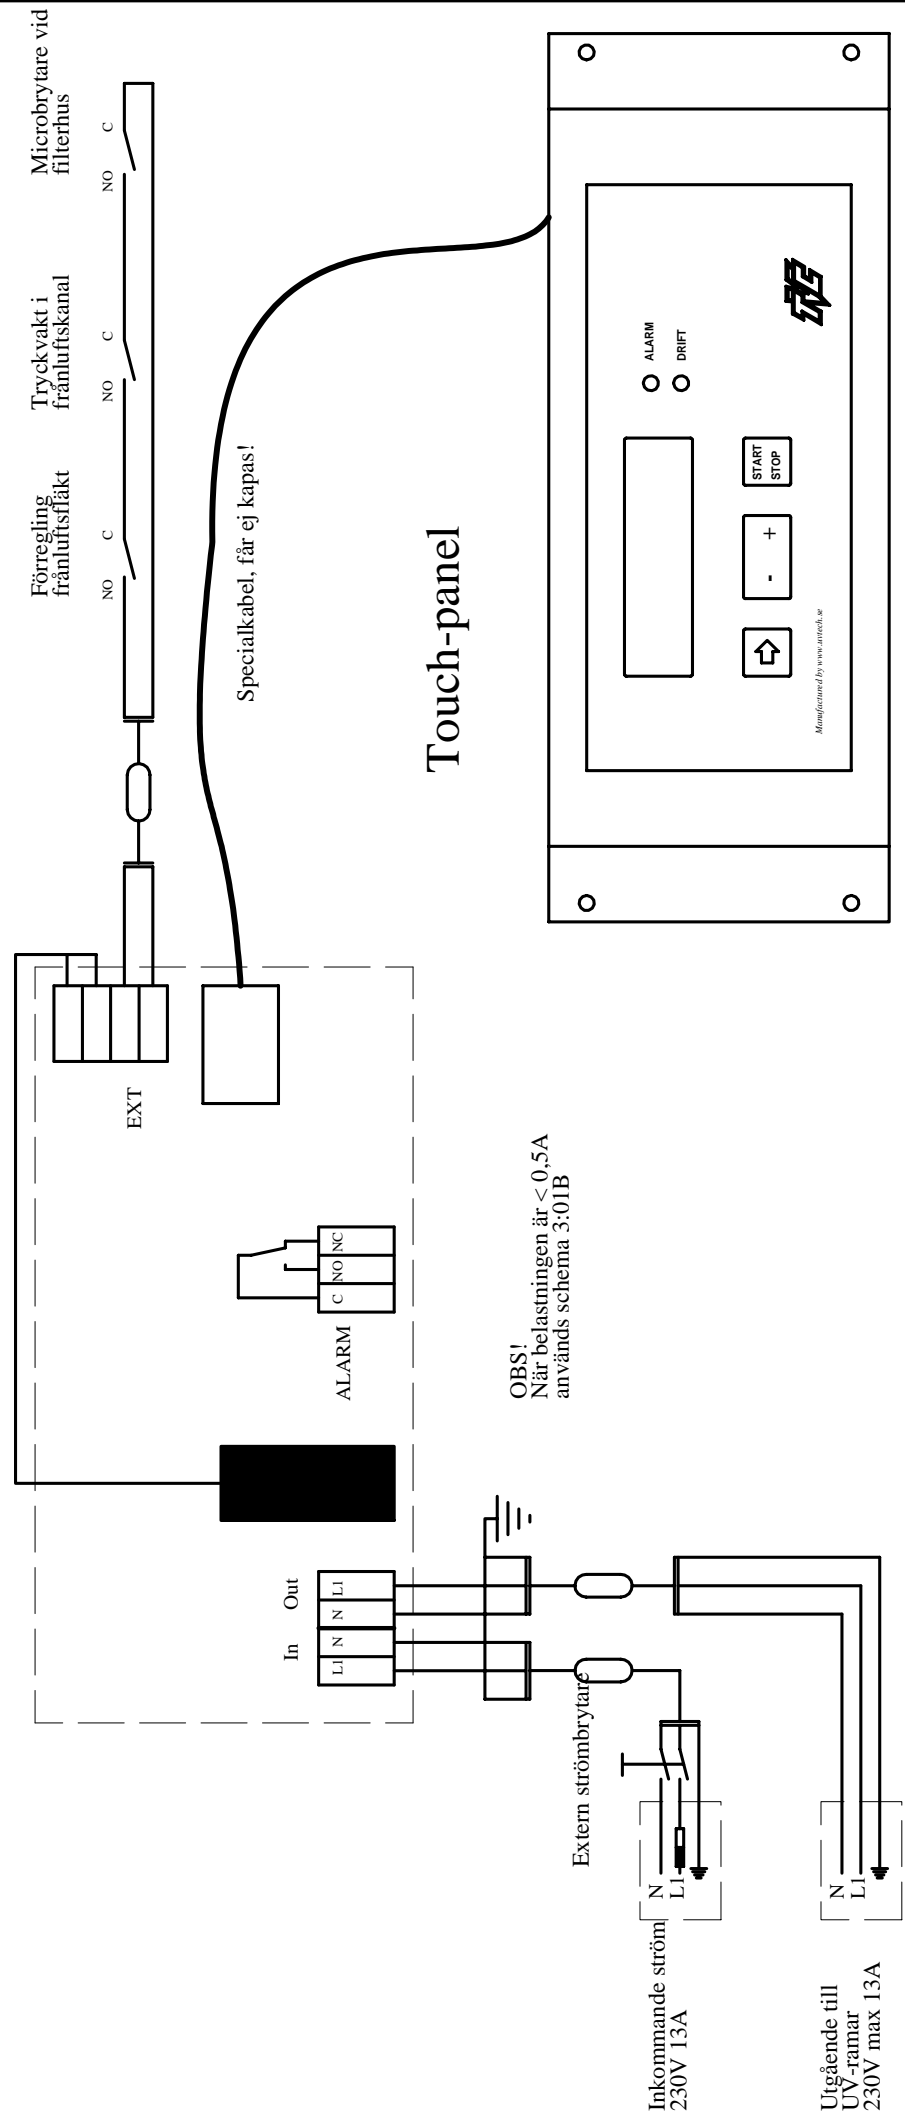 Inkommande ström
230V 13A
Utgående till
UV-ramar
230V max 13A
N
L1
N
L1
Extern strömbrytare
In
Out
L1
N
N
L1
OBS!
När belastningen är < 0,5A
används schema 3:01B
ALARM
C
NO
NC
EXT
Förregling
frånluftsfläkt
NO
C
Tryckvakt i
frånluftskanal
NO
C
Microbrytare vid
filterhus
NO
C
Specialkabel, får ej kapas!
Touch-panel
ALARM
DRIFT
- +
START
STOP
Manufactured by www.uvtech.se